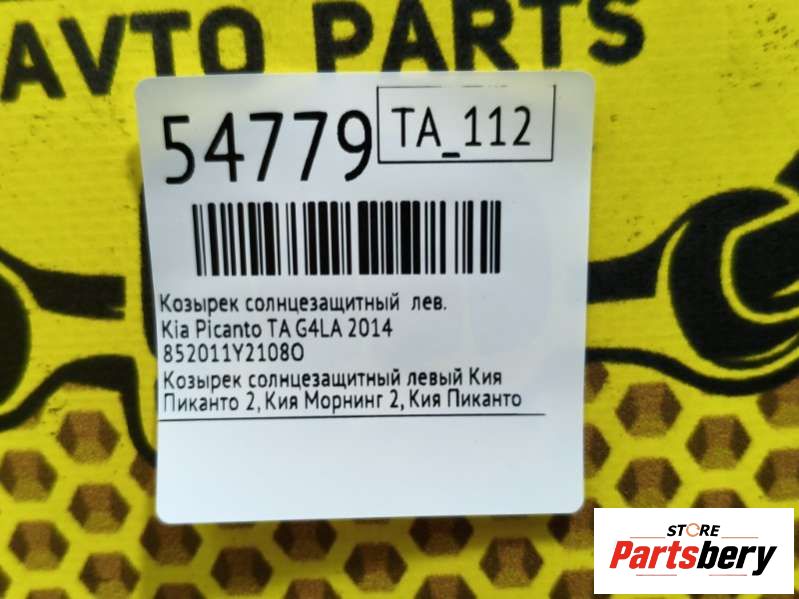 AVTO PARTS
54779
TA_112
Козырек солнцезащитный лев.
Kia Picanto TA G4LA 2014
852011Y2108O
Козырек солнцезащитный левый Кия
Пиканто 2, Кия Морнинг 2, Кия Пиканто
STORE
Partsbery